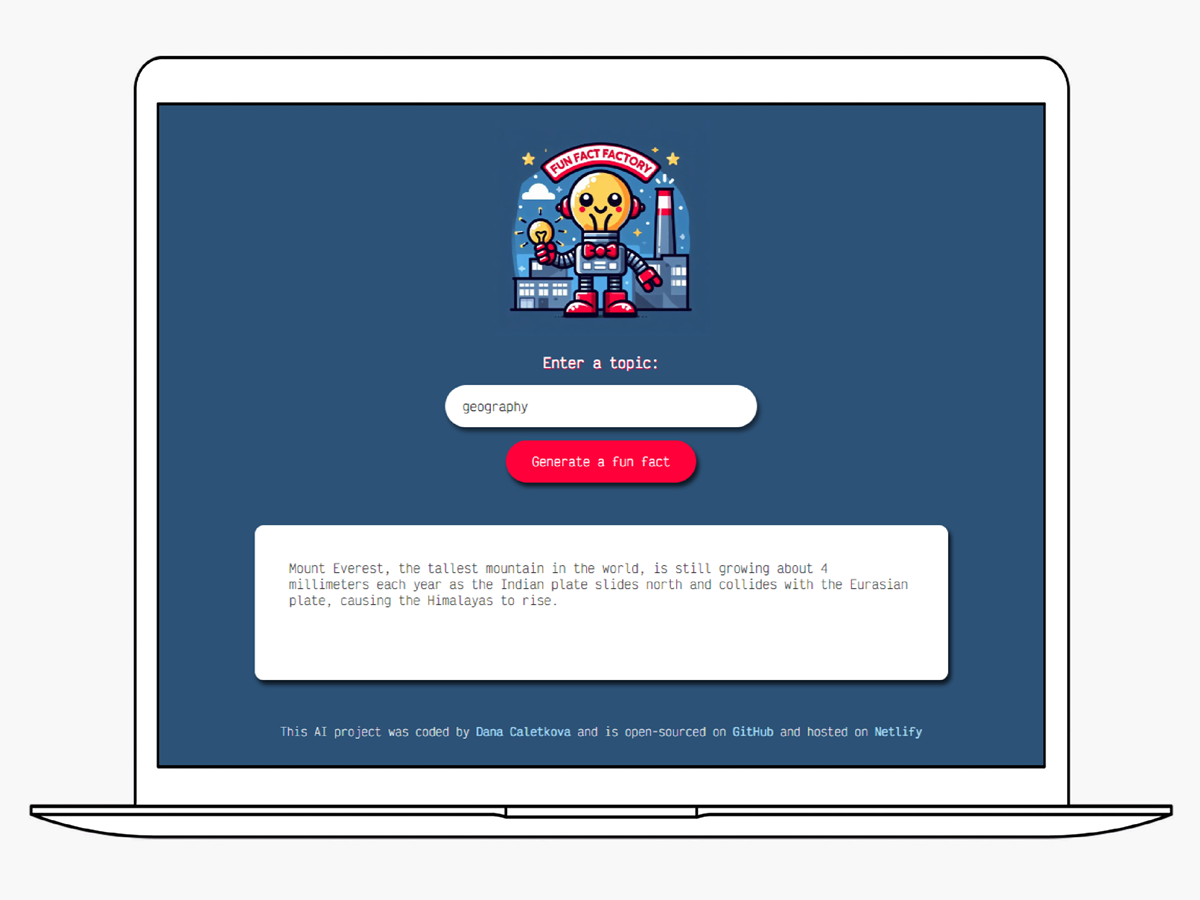 FUN FACT FACTORY
Enter a topic:
geography
Generate a fun fact
Mount Everest, the tallest mountain in the world, is still growing about 4
millimeters each year as the Indian plate slides north and collides with the Eurasian
plate, causing the Himalayas to rise.
This AI project was coded by Dana Caletkova and is open-sourced on GitHub and hosted on Netlify